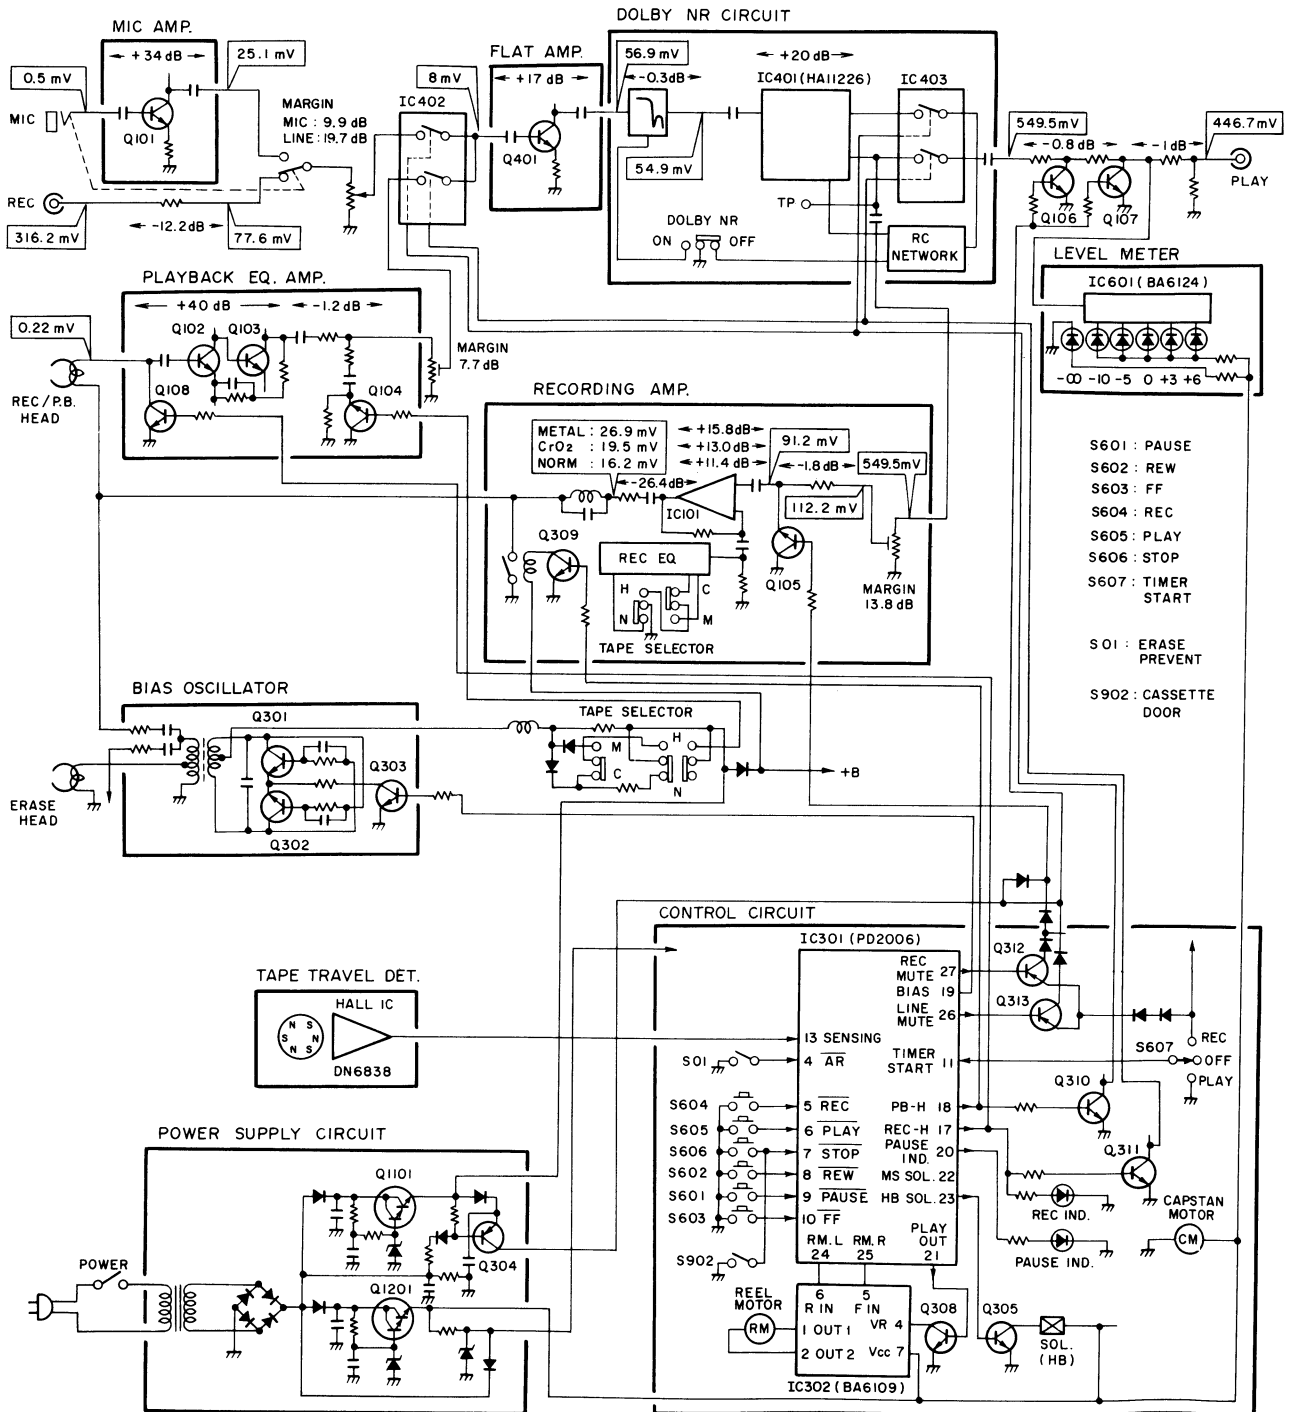 MIC AMP.
+34 dB
0.5 mV
25.1 mV
MIC
Q101
MARGIN
MIC : 9.9 dB
LINE : 19.7 dB
REC
316.2 mV
-12.2dB
77.6 mV
IC402
8 mV
FLAT AMP.
+17 dB
Q401
DOLBY NR CIRCUIT
56.9 mV
-0.3dB
54.9 mV
+20dB
IC401(HA11226)
IC403
TP
DOLBY NR
ON
OFF
RC
NETWORK
549.5mV
-0.8dB
-1dB
446.7mV
PLAY
Q106
Q107
LEVEL METER
IC601(BA6124)
-∞ -10 -5 0 +3 +6
PLAYBACK EQ. AMP.
+40 dB
-1.2dB
0.22 mV
Q102
Q103
Q108
Q104
REC/P.B.
HEAD
MARGIN
7.7 dB
RECORDING AMP.
METAL : 26.9 mV
CrO2 : 19.5 mV
NORM : 16.2 mV
+15.8dB
+13.0dB
+11.4 dB
91.2 mV
-1.8dB
549.5mV
-26.4dB
112.2 mV
IC101
Q309
REC EQ
Q105
H
C
N
M
TAPE SELECTOR
MARGIN
13.8 dB
S601 : PAUSE
S602 : REW
S603 : FF
S604 : REC
S605 : PLAY
S606 : STOP
S607 : TIMER
START
S01 : ERASE
PREVENT
S902 : CASSETTE
DOOR
BIAS OSCILLATOR
Q301
Q303
Q302
ERASE
HEAD
TAPE SELECTOR
M
H
C
N
+B
CONTROL CIRCUIT
IC301 (PD2006)
REC
MUTE 27
BIAS 19
LINE
MUTE 26
Q312
Q313
TAPE TRAVEL DET.
HALL IC
N S
S N
N S
DN6838
13 SENSING
S01
4 AR
TIMER
START 11
S607
REC
OFF
PLAY
Q310
S604
5 REC
PB-H 18
S605
6 PLAY
REC-H 17
S606
7 STOP
PAUSE
IND. 20
S602
8 REW
MS SOL. 22
S601
9 PAUSE
HB SOL. 23
S603
10 FF
PLAY
OUT
21
RM. L RM. R
24 25
S902
Q311
REC IND.
PAUSE IND.
CAPSTAN
MOTOR
CM
POWER SUPPLY CIRCUIT
Q1101
Q304
POWER
Q1201
REEL
MOTOR
RM
6 5
R IN F IN
VR 4
1 OUT 1
2 OUT 2
Vcc 7
IC302 (BA6109)
Q308
Q305
SOL.
(HB)